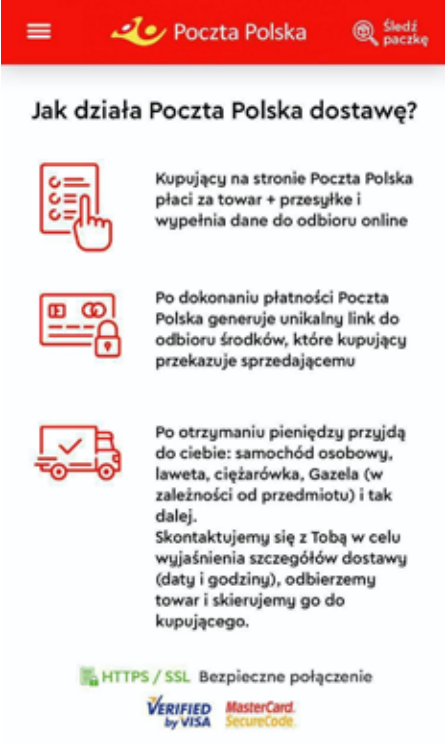 Poczta Polska
Śledź
paczkę
Jak działa Poczta Polska dostawę?
Kupujący na stronie Poczta Polska
płaci za towar + przesyłke i
wypełnia dane do odbioru online
Po dokonaniu płatności Poczta
Polska generuje unikalny link do
odbioru środków, które kupujący
przekazuje sprzedającemu
Po otrzymaniu pieniędzy przyjdą
do ciebie: samochód osobowy,
laweta, ciężarówka, Gazela (w
zależności od przedmiotu) i tak
dalej.
Skontaktujemy się z Tobą w celu
wyjaśnienia szczegółów dostawy
(daty i godziny), odbierzemy
towar i skierujemy go do
kupującego.
HTTPS / SSL Bezpieczne połączenie
VERIFIED
by VISA
MasterCard.
SecureCode.